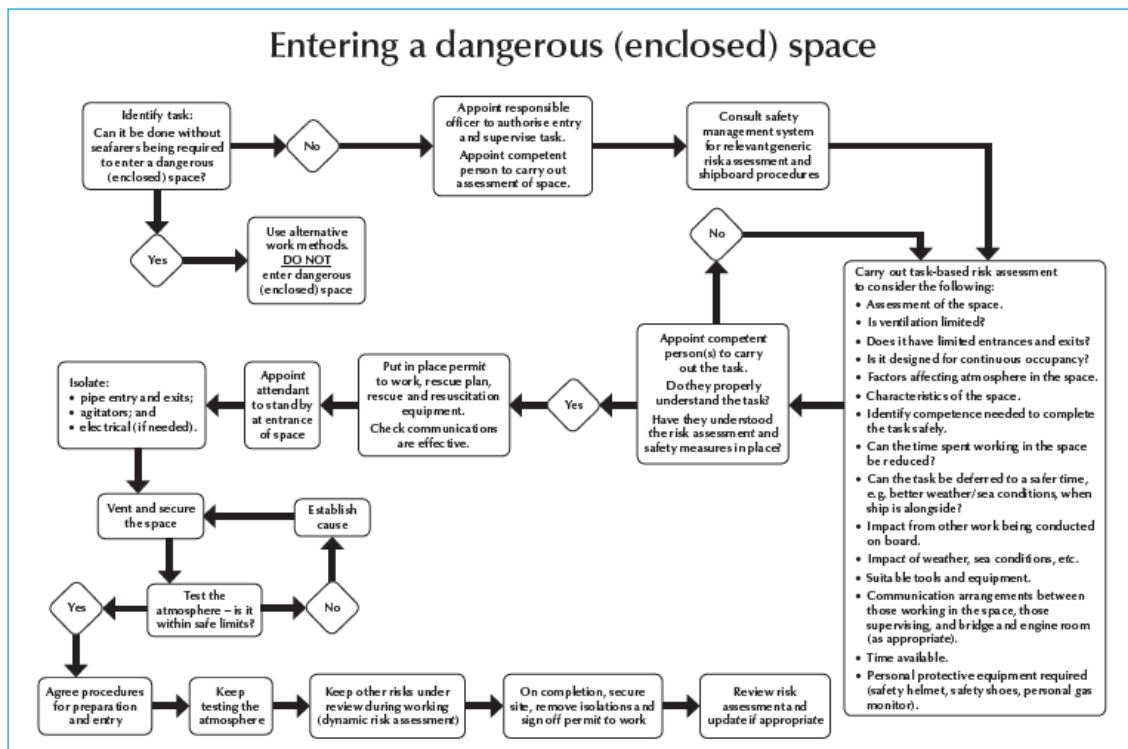 Entering a dangerous (enclosed) space
Identify task:
Can it be done without
seafarers being required
to enter a dangerous
(enclosed) space?
No
Appoint responsible
officer to authorise entry
and supervise task.
Appoint competent
person to carry out
assessment of space.
Consult safety
management system
for relevant generic
risk assessment and
shipboard procedures
Yes
Use alternative
work methods.
DO NOT
enter dangerous
(enclosed) space
No
Carry out task-based risk assessment
to consider the following:
• Assessment of the space.
• Is ventilation limited?
• Does it have limited entrances and exits?
• Is it designed for continuous occupancy?
• Factors affecting atmosphere in the space.
• Characteristics of the space.
• Identify competence needed to complete
the task safely.
• Can the time spent working in the space
be reduced?
• Can the task be deferred to a safer time,
e.g. better weather/sea conditions, when
ship is alongside?
• Impact from other work being conducted
on board.
• Impact of weather, sea conditions, etc.
• Suitable tools and equipment.
• Communication arrangements between
those working in the space, those
supervising, and bridge and engine room
(as appropriate).
• Time available.
• Personal protective equipment required
(safety helmet, safety shoes, personal gas
monitor).
Appoint competent
person(s) to carry
out the task.
Do they properly
understand the task?
Have they understood
the risk assessment and
safety measures in place?
Yes
Put in place permit
to work, rescue plan,
rescue and resuscitation
equipment.
Check communications
are effective.
Appoint
attendant
to stand by
at entrance
of space
Isolate:
• pipe entry and exits;
• agitators; and
• electrical (if needed).
Vent and secure
the space
Establish
cause
Test the
atmosphere – is it
within safe limits?
No
Yes
Agree procedures
for preparation
and entry
Keep
testing the
atmosphere
Keep other risks under
review during working
(dynamic risk assessment)
On completion, secure
site, remove isolations and
sign off permit to work
Review risk
assessment and
update if appropriate